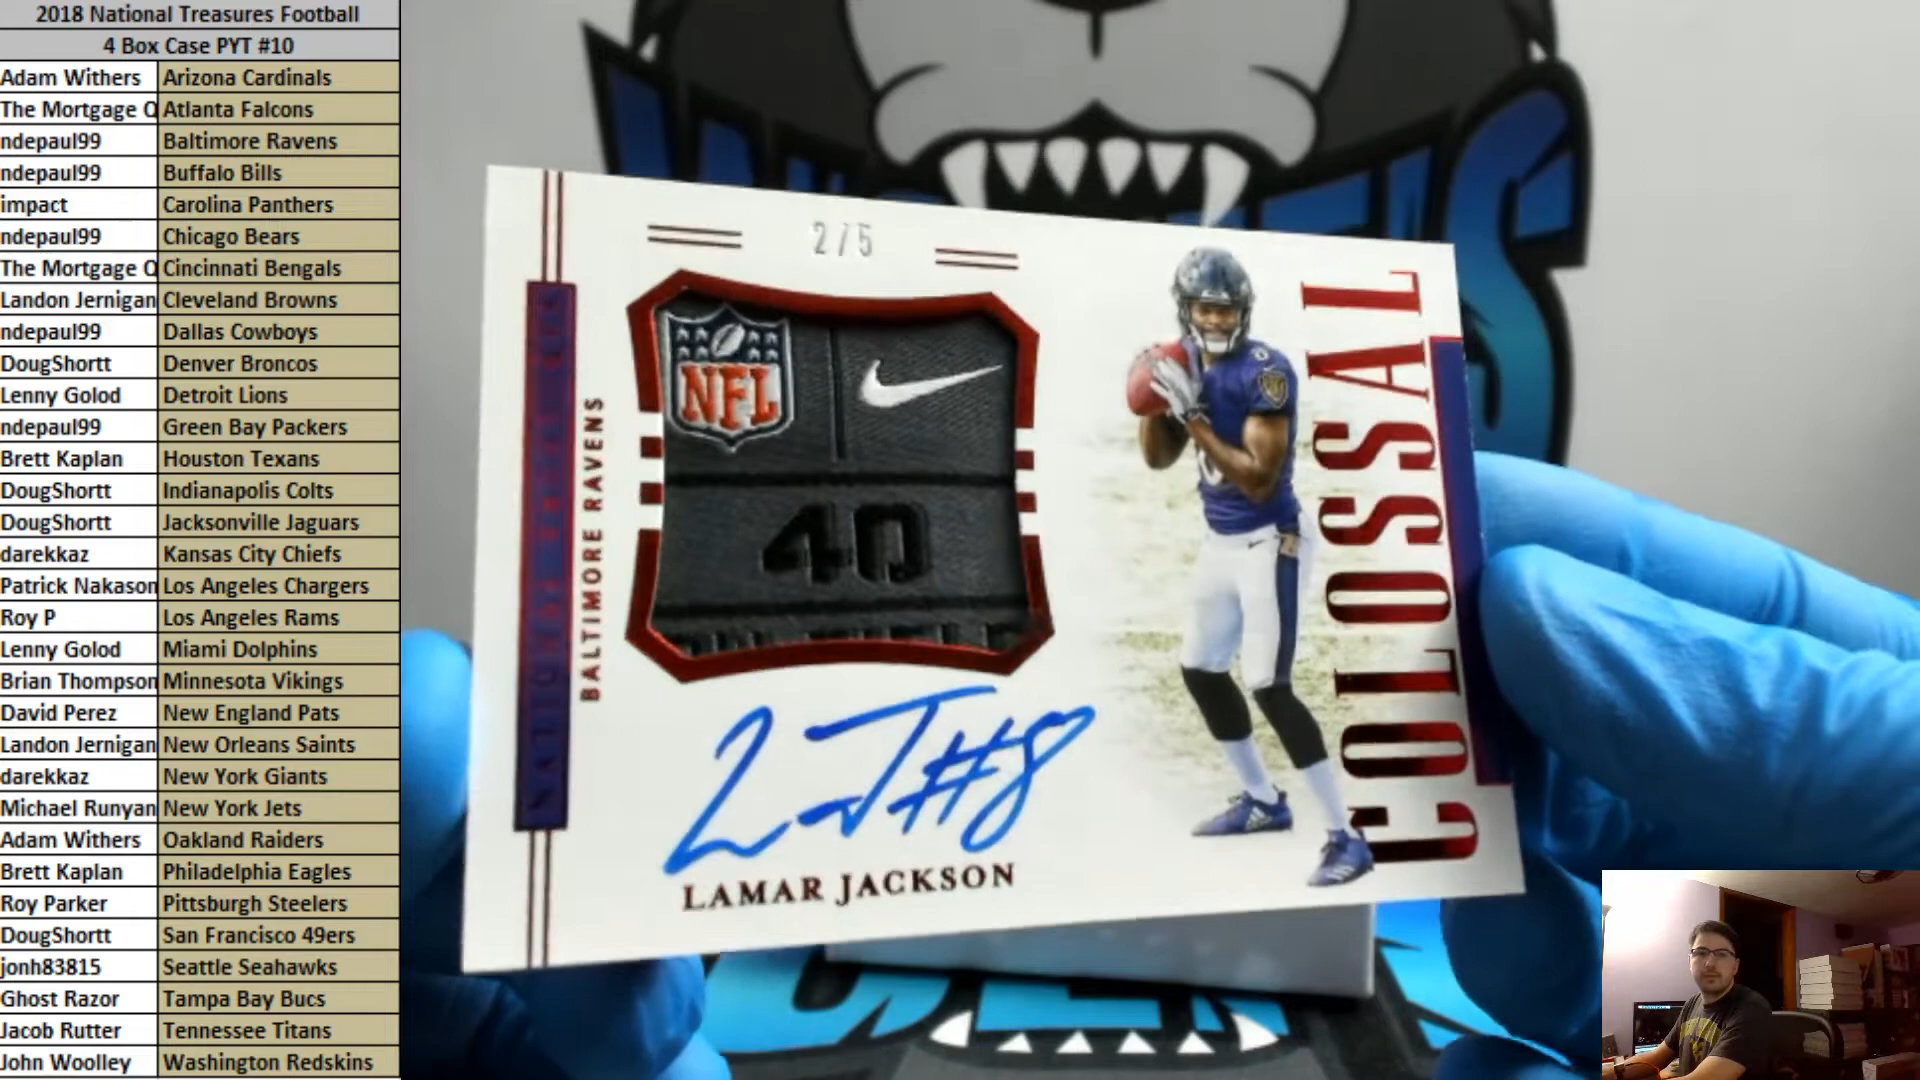 2018 National Treasures Football
4 Box Case PYT #10
Adam Withers Arizona Cardinals
The Mortgage Q Atlanta Falcons
ndepaul99 Baltimore Ravens
ndepaul99 Buffalo Bills
impact Carolina Panthers
ndepaul99 Chicago Bears
The Mortgage Q Cincinnati Bengals
Landon Jernigan Cleveland Browns
ndepaul99 Dallas Cowboys
DougShortt Denver Broncos
Lenny Golod Detroit Lions
ndepaul99 Green Bay Packers
Brett Kaplan Houston Texans
DougShortt Indianapolis Colts
DougShortt Jacksonville Jaguars
darekkaz Kansas City Chiefs
Patrick Nakason Los Angeles Chargers
Roy P Los Angeles Rams
Lenny Golod Miami Dolphins
Brian Thompson Minnesota Vikings
David Perez New England Pats
Landon Jernigan New Orleans Saints
darekkaz New York Giants
Michael Runyan New York Jets
Adam Withers Oakland Raiders
Brett Kaplan Philadelphia Eagles
Roy Parker Pittsburgh Steelers
DougShortt San Francisco 49ers
jonh83815 Seattle Seahawks
Ghost Razor Tampa Bay Bucs
Jacob Rutter Tennessee Titans
John Woolley Washington Redskins
2/5
BALTIMORE RAVENS
NFL
40
#8
LAMAR JACKSON
COLOSSAL